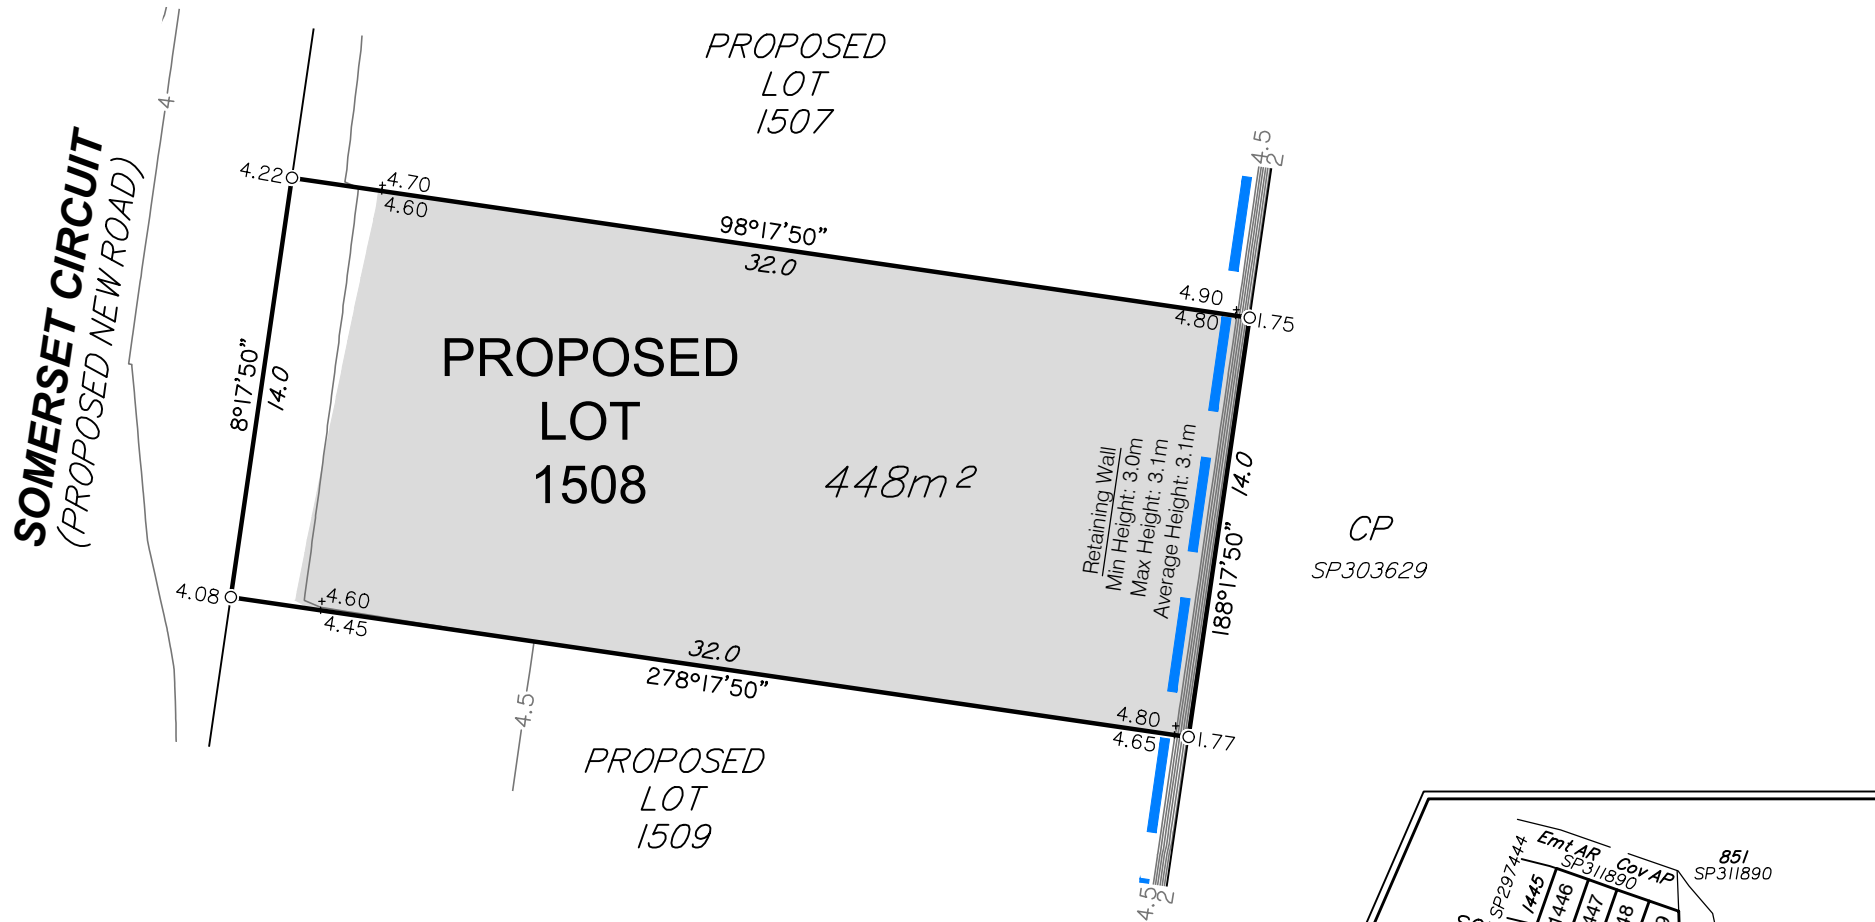 PROPOSED
LOT
1507
4
4.5
2
SOMERSET CIRCUIT
(PROPOSED NEW ROAD)
4.22
4.70
4.60
98°17'50"
32.0
4.90
4.80
1.75
8°17'50"
14.0
PROPOSED
LOT
1508
448m²
Retaining Wall
Min Height: 3.0m
Max Height: 3.1m
Average Height: 3.1m
14.0
188°17'50"
CP
SP303629
4.08
4.60
4.45
32.0
278°17'50"
4.80
4.65
1.77
4.5
PROPOSED
LOT
1509
4.5
2
Emt AR
SP311890
Cov AP
851
SP311890
SP297444
1445
1446